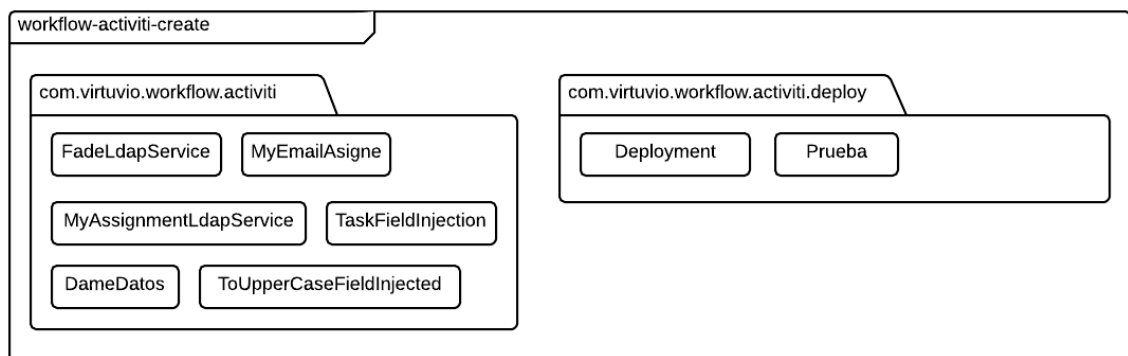 workflow-activiti-create
com.virtuvio.workflow.activiti
FadeLdapService
MyEmailAsigne
MyAssignmentLdapService
TaskFieldInjection
DameDatos
ToUpperCaseFieldInjected
com.virtuvio.workflow.activiti.deploy
Deployment
Prueba